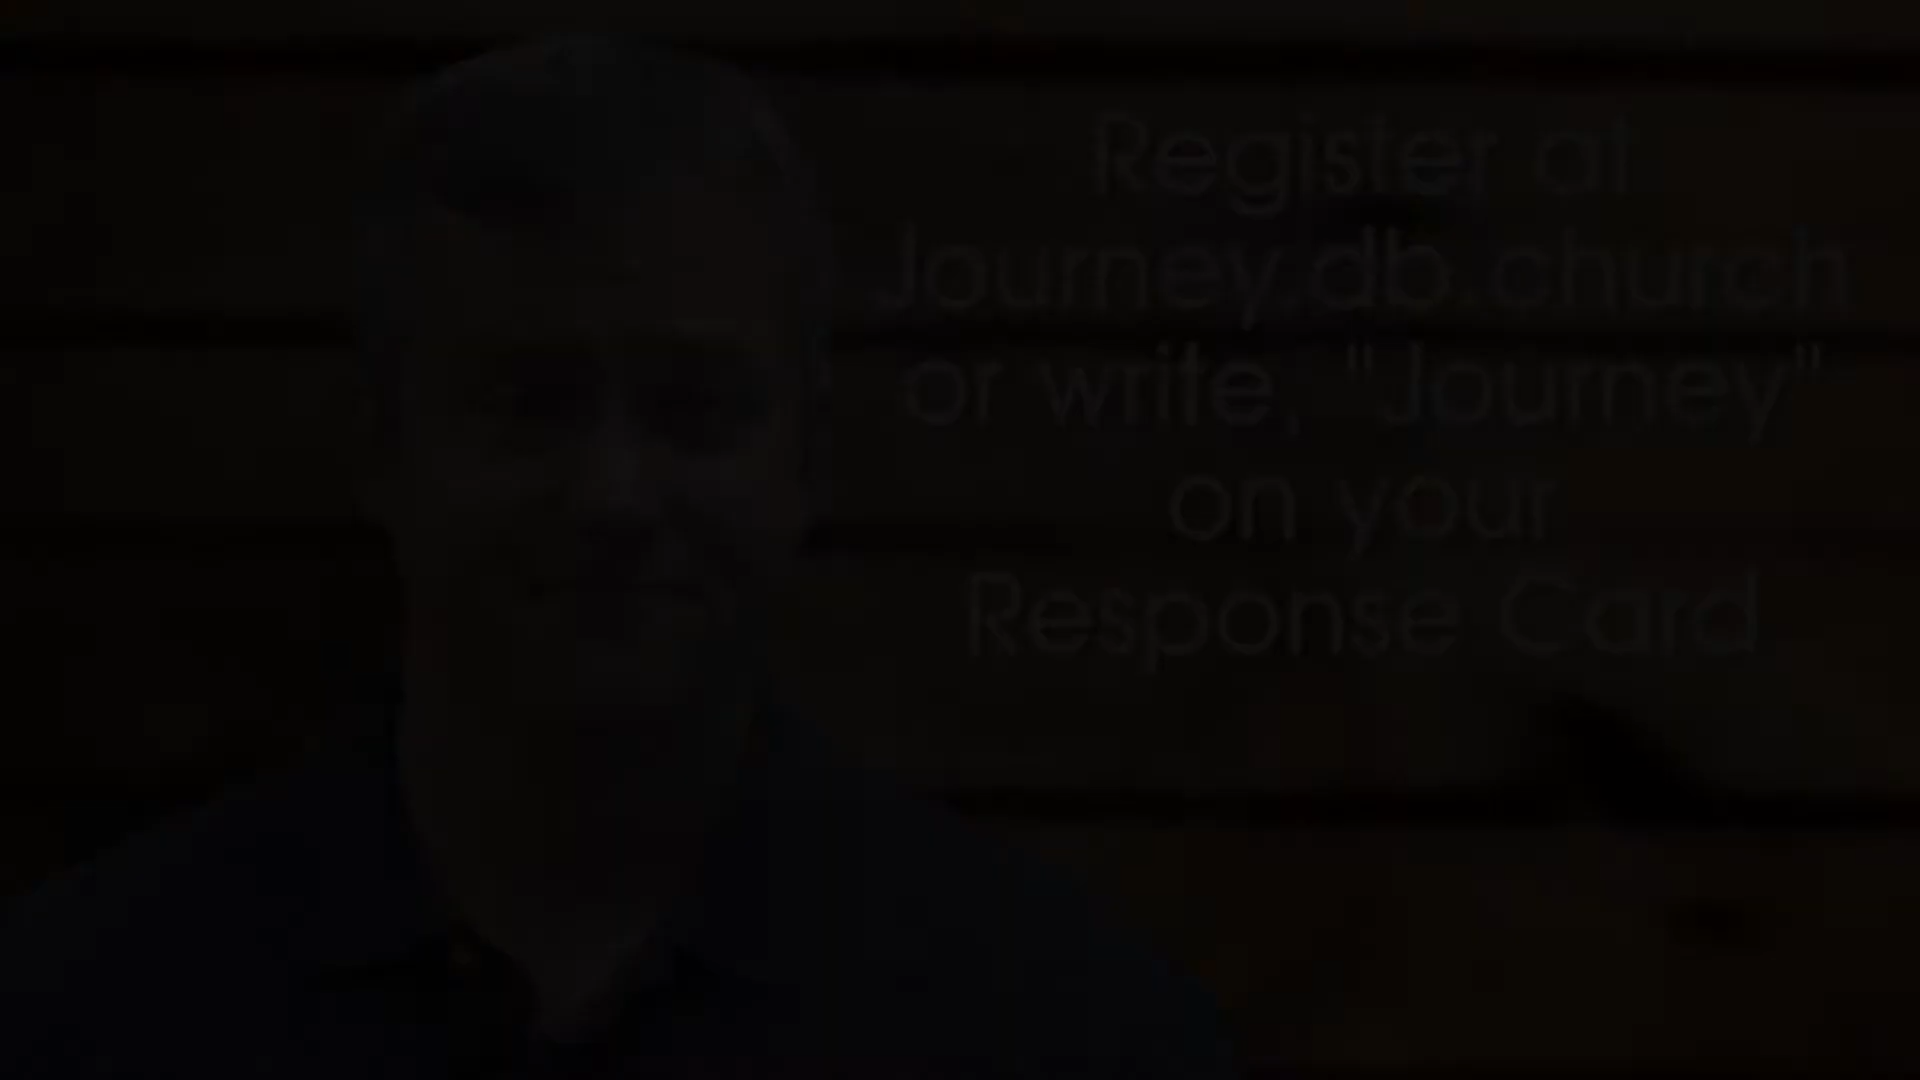 Register at
Journey.db.church
or write, "Journey"
on your
Response Card